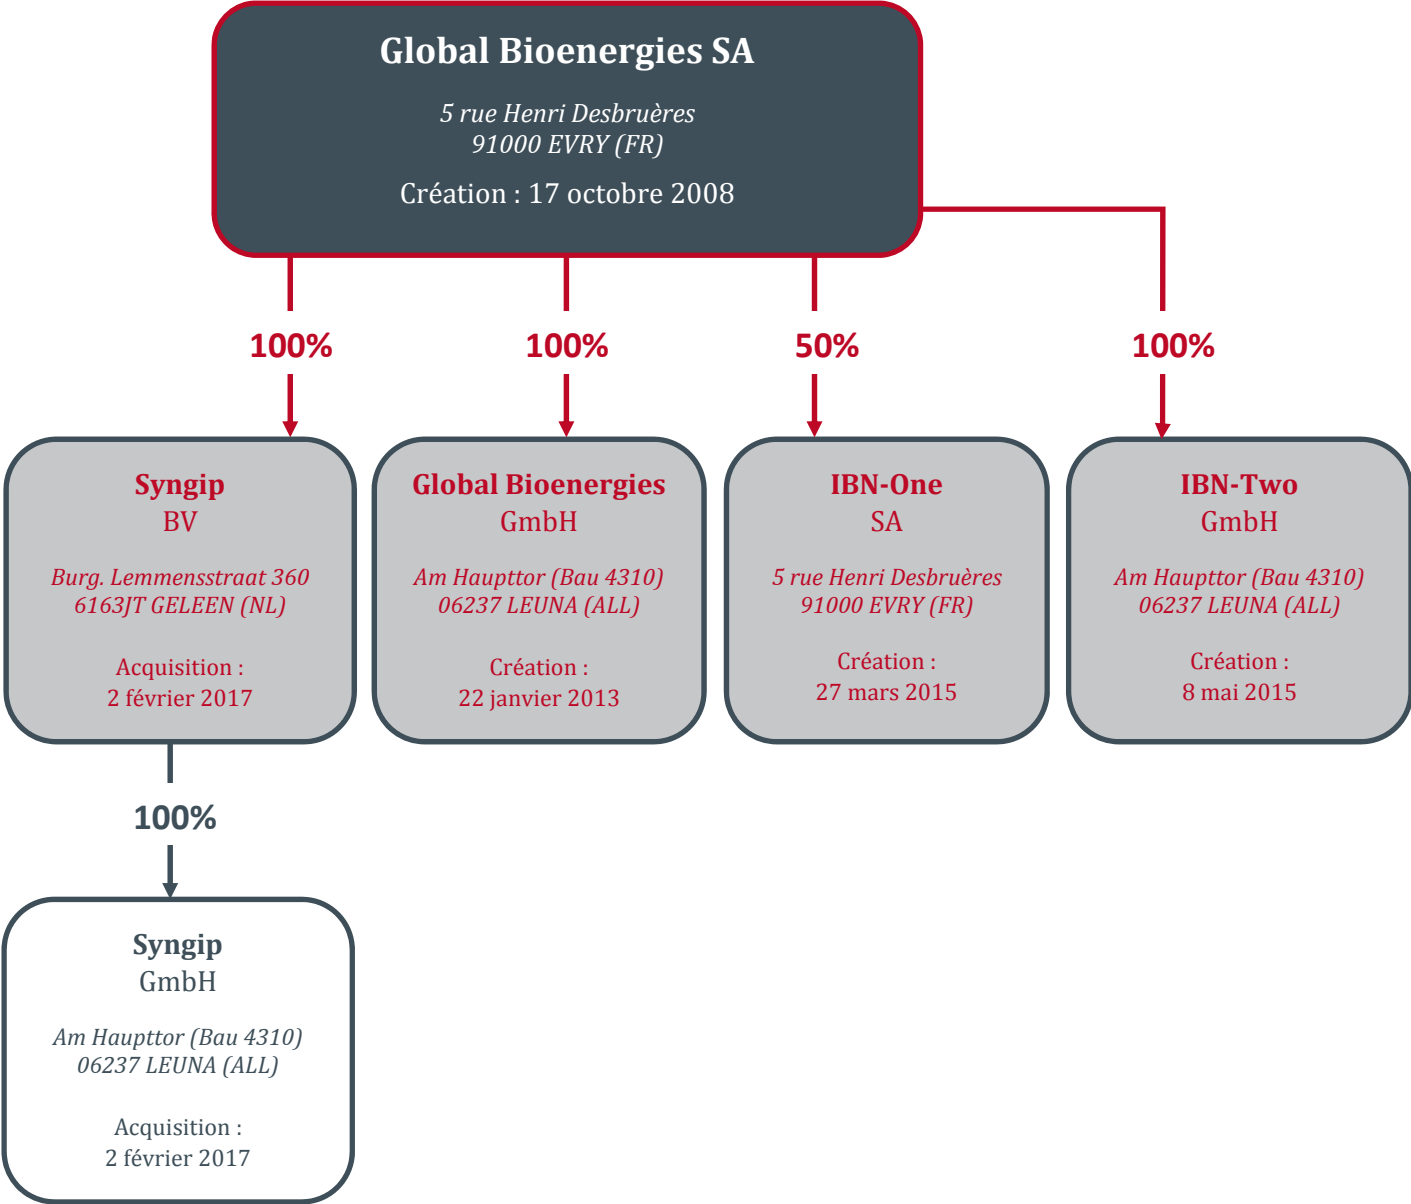 Global Bioenergies SA
5 rue Henri Desbruères
91000 EVRY (FR)
Création : 17 octobre 2008
100%
100%
50%
100%
Syngip
BV
Burg. Lemmensstraat 360
6163JT GELEEN (NL)
Acquisition :
2 février 2017
Global Bioenergies
GmbH
Am Haupttor (Bau 4310)
06237 LEUNA (ALL)
Création :
22 janvier 2013
IBN-One
SA
5 rue Henri Desbruères
91000 EVRY (FR)
Création :
27 mars 2015
IBN-Two
GmbH
Am Haupttor (Bau 4310)
06237 LEUNA (ALL)
Création :
8 mai 2015
100%
Syngip
GmbH
Am Haupttor (Bau 4310)
06237 LEUNA (ALL)
Acquisition :
2 février 2017